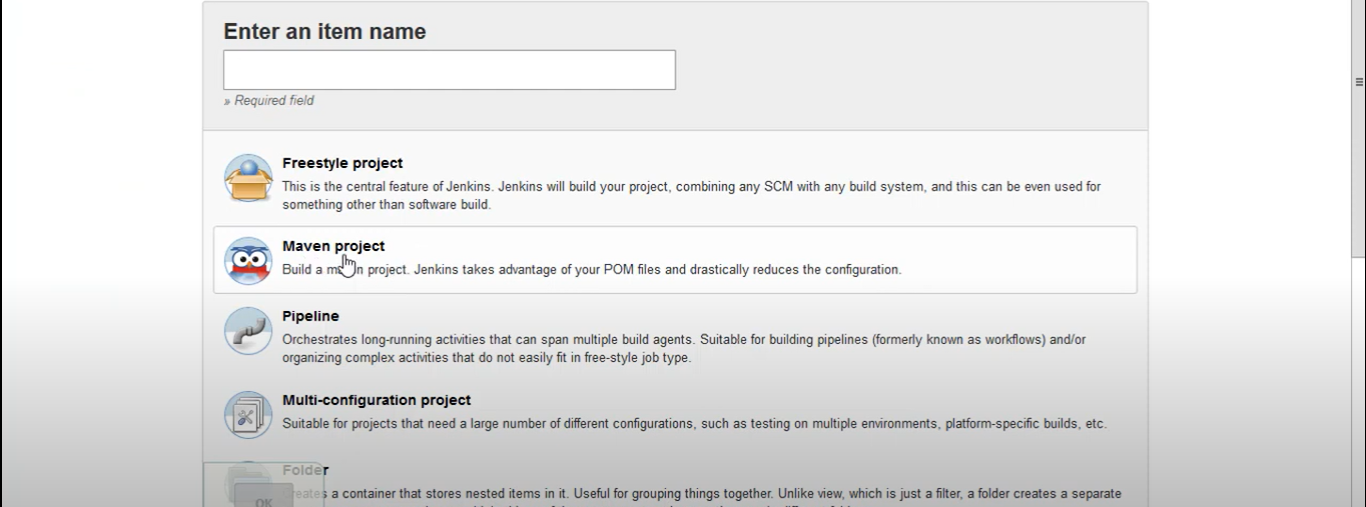 Enter an item name
» Required field
Freestyle project
This is the central feature of Jenkins. Jenkins will build your project, combining any SCM with any build system, and this can be even used for
something other than software build.
Maven project
Build a project. Jenkins takes advantage of your POM files and drastically reduces the configuration.
Pipeline
Orchestrates long-running activities that can span multiple build agents. Suitable for building pipelines (formerly known as workflows) and/or
organizing complex activities that do not easily fit in free-style job type.
Multi-configuration project
Suitable for projects that need a large number of different configurations, such as testing on multiple environments, platform-specific builds, etc.
Folder
Creates a container that stores nested items in it. Useful for grouping things together. Unlike view, which is just a filter, a folder creates a separate
OK